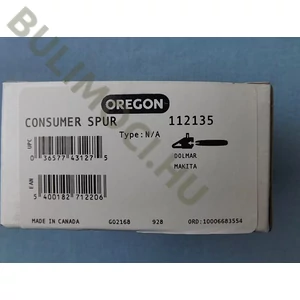 OREGON
CONSUMER SPUR 112135
Type:N/A
UPC
0 36577 43127 5
DOLMAR
MAKITA
EAN
5 400182 712206
MADE IN CANADA G02168 928 ORD:10006683554
BULIMOCI.HU